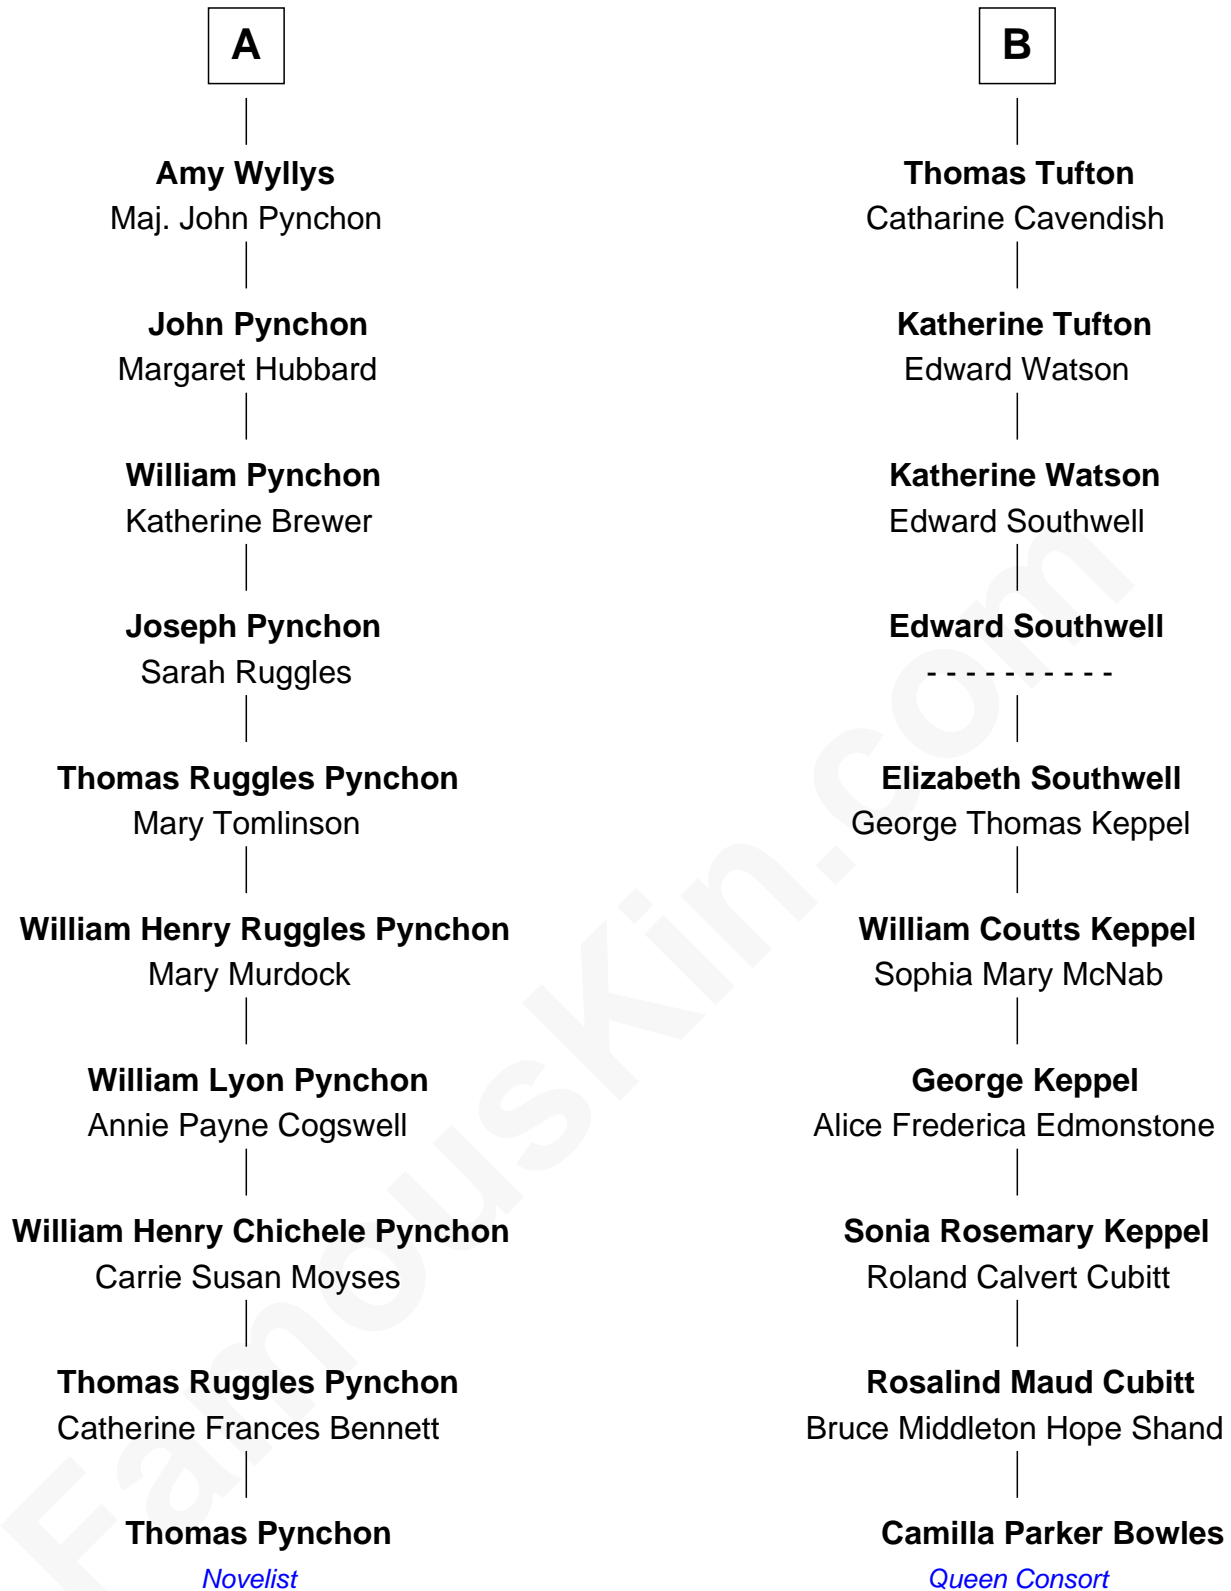 A
Amy Wyllys
Maj. John Pynchon
John Pynchon
Margaret Hubbard
William Pynchon
Katherine Brewer
Joseph Pynchon
Sarah Ruggles
Thomas Ruggles Pynchon
Mary Tomlinson
William Henry Ruggles Pynchon
Mary Murdock
William Lyon Pynchon
Annie Payne Cogswell
William Henry Chichele Pynchon
Carrie Susan Moyses
Thomas Ruggles Pynchon
Catherine Frances Bennett
Thomas Pynchon
Novelist
B
Thomas Tufton
Catharine Cavendish
Katherine Tufton
Edward Watson
Katherine Watson
Edward Southwell
Edward Southwell
- - - - - - - - - -
Elizabeth Southwell
George Thomas Keppel
William Coutts Keppel
Sophia Mary McNab
George Keppel
Alice Frederica Edmonstone
Sonia Rosemary Keppel
Roland Calvert Cubitt
Rosalind Maud Cubitt
Bruce Middleton Hope Shand
Camilla Parker Bowles
Queen Consort
FamousKin.com